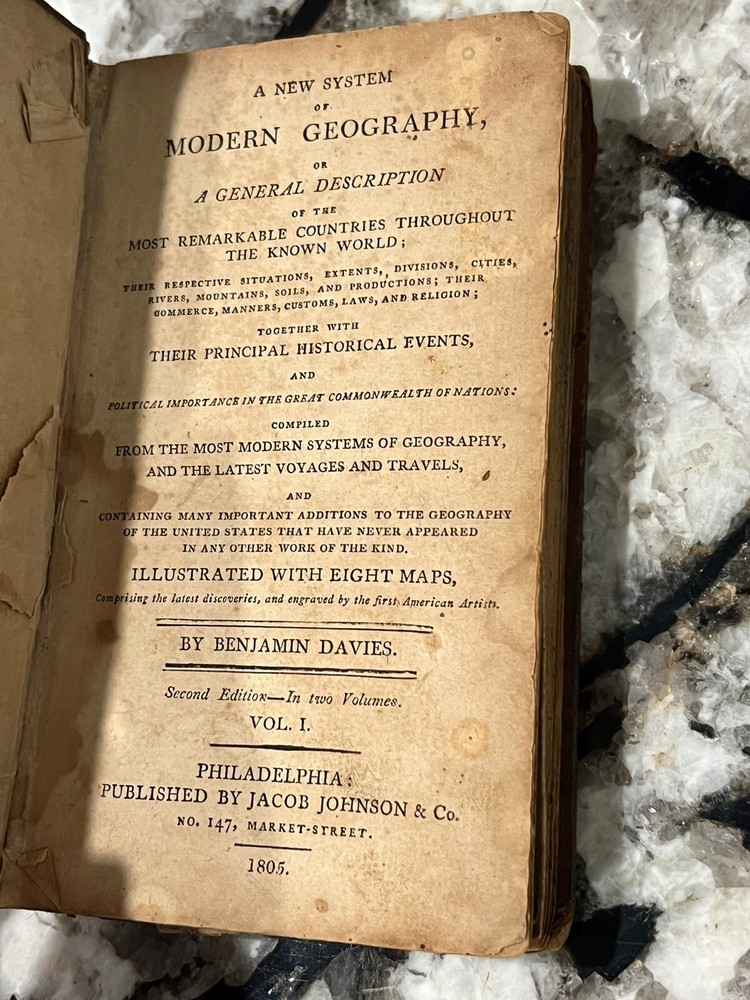 A NEW SYSTEM
OF
MODERN GEOGRAPHY,
OR
A GENERAL DESCRIPTION
OF THE
MOST REMARKABLE COUNTRIES THROUGHOUT
THE KNOWN WORLD;
THEIR RESPECTIVE SITUATIONS, EXTENTS, DIVISIONS, CITIES,
RIVERS, MOUNTAINS, SOILS, AND PRODUCTIONS; THEIR
COMMERCE, MANNERS, CUSTOMS, LAWS, AND RELIGION;
TOGETHER WITH
THEIR PRINCIPAL HISTORICAL EVENTS,
AND
POLITICAL IMPORTANCE IN THE GREAT COMMONWEALTH OF NATIONS:
COMPILED
FROM THE MOST MODERN SYSTEMS OF GEOGRAPHY,
AND THE LATEST VOYAGES AND TRAVELS,
AND
CONTAINING MANY IMPORTANT ADDITIONS TO THE GEOGRAPHY
OF THE UNITED STATES THAT HAVE NEVER APPEARED
IN ANY OTHER WORK OF THE KIND.
ILLUSTRATED WITH EIGHT MAPS,
Comprising the latest discoveries, and engraved by the first American Artists.
BY BENJAMIN DAVIES.
Second Edition—In two Volumes.
VOL. I.
PHILADELPHIA:
PUBLISHED BY JACOB JOHNSON & Co.
NO. 147, MARKET-STREET.
1805.